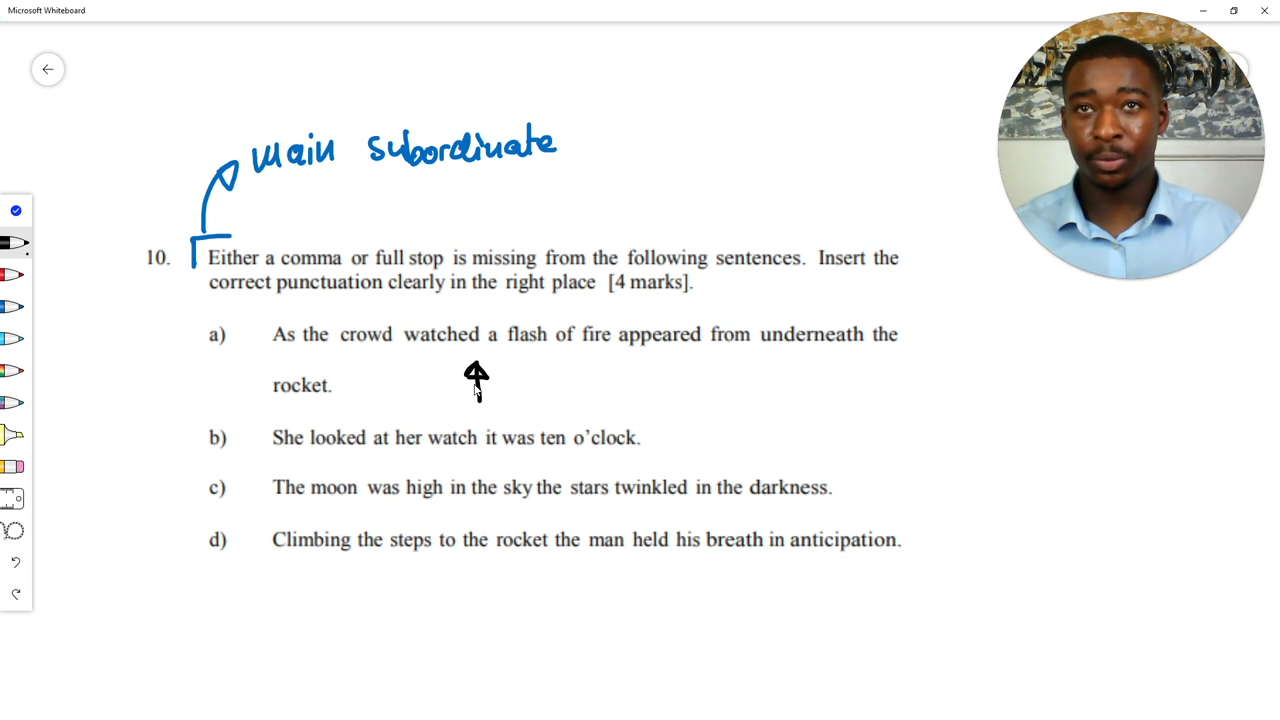 Microsoft Whiteboard
main subordinate
10. Either a comma or full stop is missing from the following sentences. Insert the
correct punctuation clearly in the right place [4 marks].
a) As the crowd watched a flash of fire appeared from underneath the
rocket.
b) She looked at her watch it was ten o’clock.
c) The moon was high in the sky the stars twinkled in the darkness.
d) Climbing the steps to the rocket the man held his breath in anticipation.